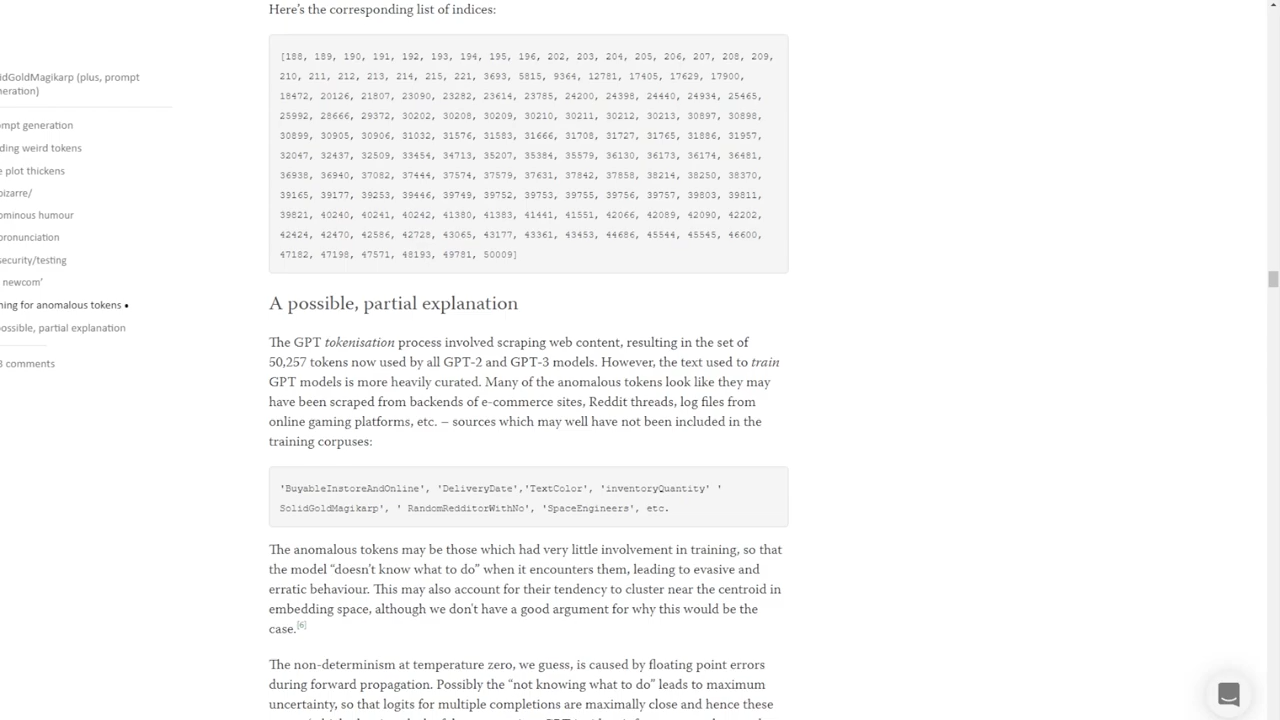 Here's the corresponding list of indices:
[188, 189, 190, 191, 192, 193, 194, 195, 196, 202, 203, 204, 205, 206, 207, 208, 209,
210, 211, 212, 213, 214, 215, 221, 3693, 5815, 9364, 12781, 17405, 17629, 17900,
18472, 20126, 21807, 23090, 23282, 23614, 23785, 24200, 24398, 24440, 24934, 25465,
25992, 28666, 29372, 30202, 30208, 30209, 30210, 30211, 30212, 30213, 30897, 30898,
30899, 30905, 30906, 31032, 31576, 31583, 31666, 31708, 31727, 31765, 31886, 31957,
32047, 32437, 32509, 33454, 34713, 35207, 35384, 35579, 36130, 36173, 36174, 36481,
36938, 36940, 37082, 37444, 37574, 37579, 37631, 37842, 37858, 38214, 38250, 38370,
39165, 39177, 39253, 39446, 39749, 39752, 39753, 39755, 39756, 39757, 39803, 39811,
39821, 40240, 40241, 40242, 41380, 41383, 41441, 41551, 42066, 42089, 42090, 42202,
42424, 42470, 42586, 42728, 43065, 43177, 43361, 43453, 44686, 45544, 45545, 46600,
47182, 47198, 47571, 48193, 49781, 50009]
idGoldMagikarp (plus, prompt
neration)
mpt generation
ding weird tokens
e plot thickens
bizarre/
ominous humour
pronunciation
security/testing
newcom'
ning for anomalous tokens •
possible, partial explanation
3 comments
A possible, partial explanation
The GPT tokenisation process involved scraping web content, resulting in the set of
50,257 tokens now used by all GPT-2 and GPT-3 models. However, the text used to train
GPT models is more heavily curated. Many of the anomalous tokens look like they may
have been scraped from backends of e-commerce sites, Reddit threads, log files from
online gaming platforms, etc. – sources which may well have not been included in the
training corpuses:
'BuyableInstoreAndOnline', 'DeliveryDate','TextColor', 'inventoryQuantity' '
SolidGoldMagikarp', ' RandomRedditorWithNo', 'SpaceEngineers', etc.
The anomalous tokens may be those which had very little involvement in training, so that
the model “doesn't know what to do” when it encounters them, leading to evasive and
erratic behaviour. This may also account for their tendency to cluster near the centroid in
embedding space, although we don't have a good argument for why this would be the
case.[6]
The non-determinism at temperature zero, we guess, is caused by floating point errors
during forward propagation. Possibly the “not knowing what to do” leads to maximum
uncertainty, so that logits for multiple completions are maximally close and hence these